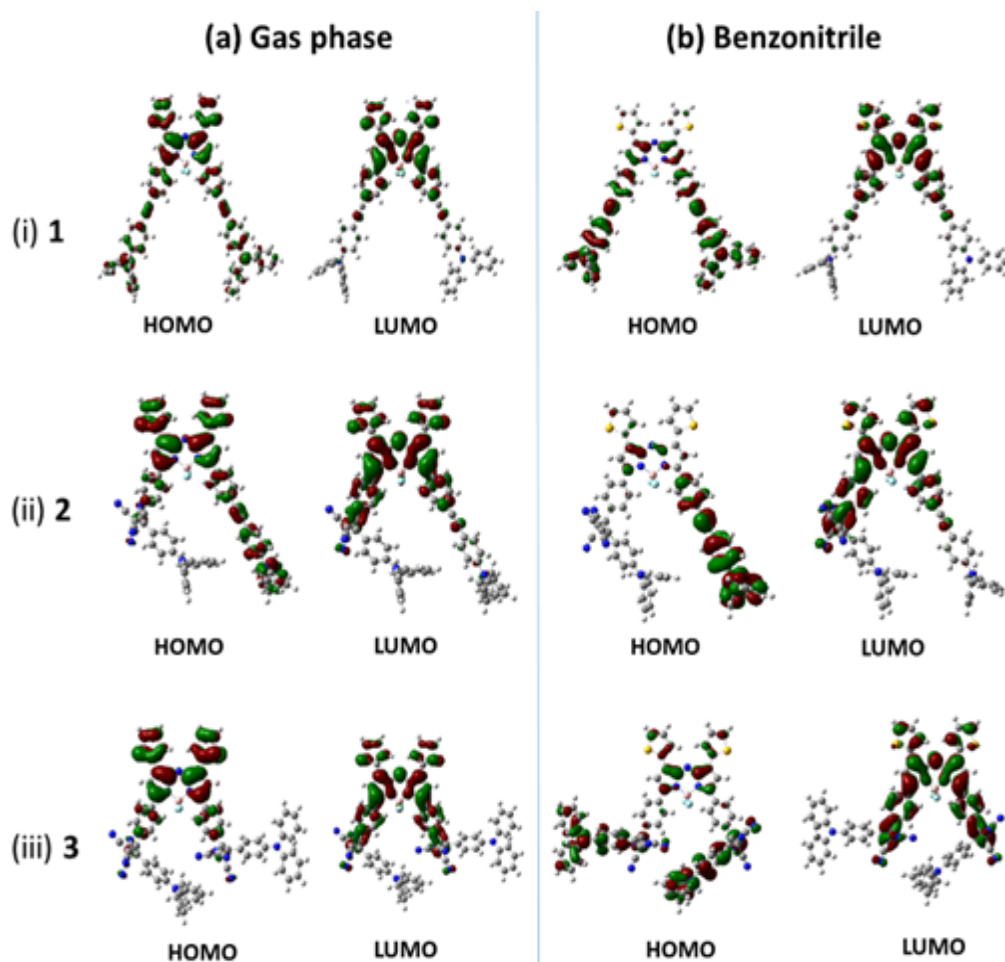 (a) Gas phase
(b) Benzonitrile
(i) 1
HOMO
LUMO
HOMO
LUMO
(ii) 2
HOMO
LUMO
HOMO
LUMO
(iii) 3
HOMO
LUMO
HOMO
LUMO